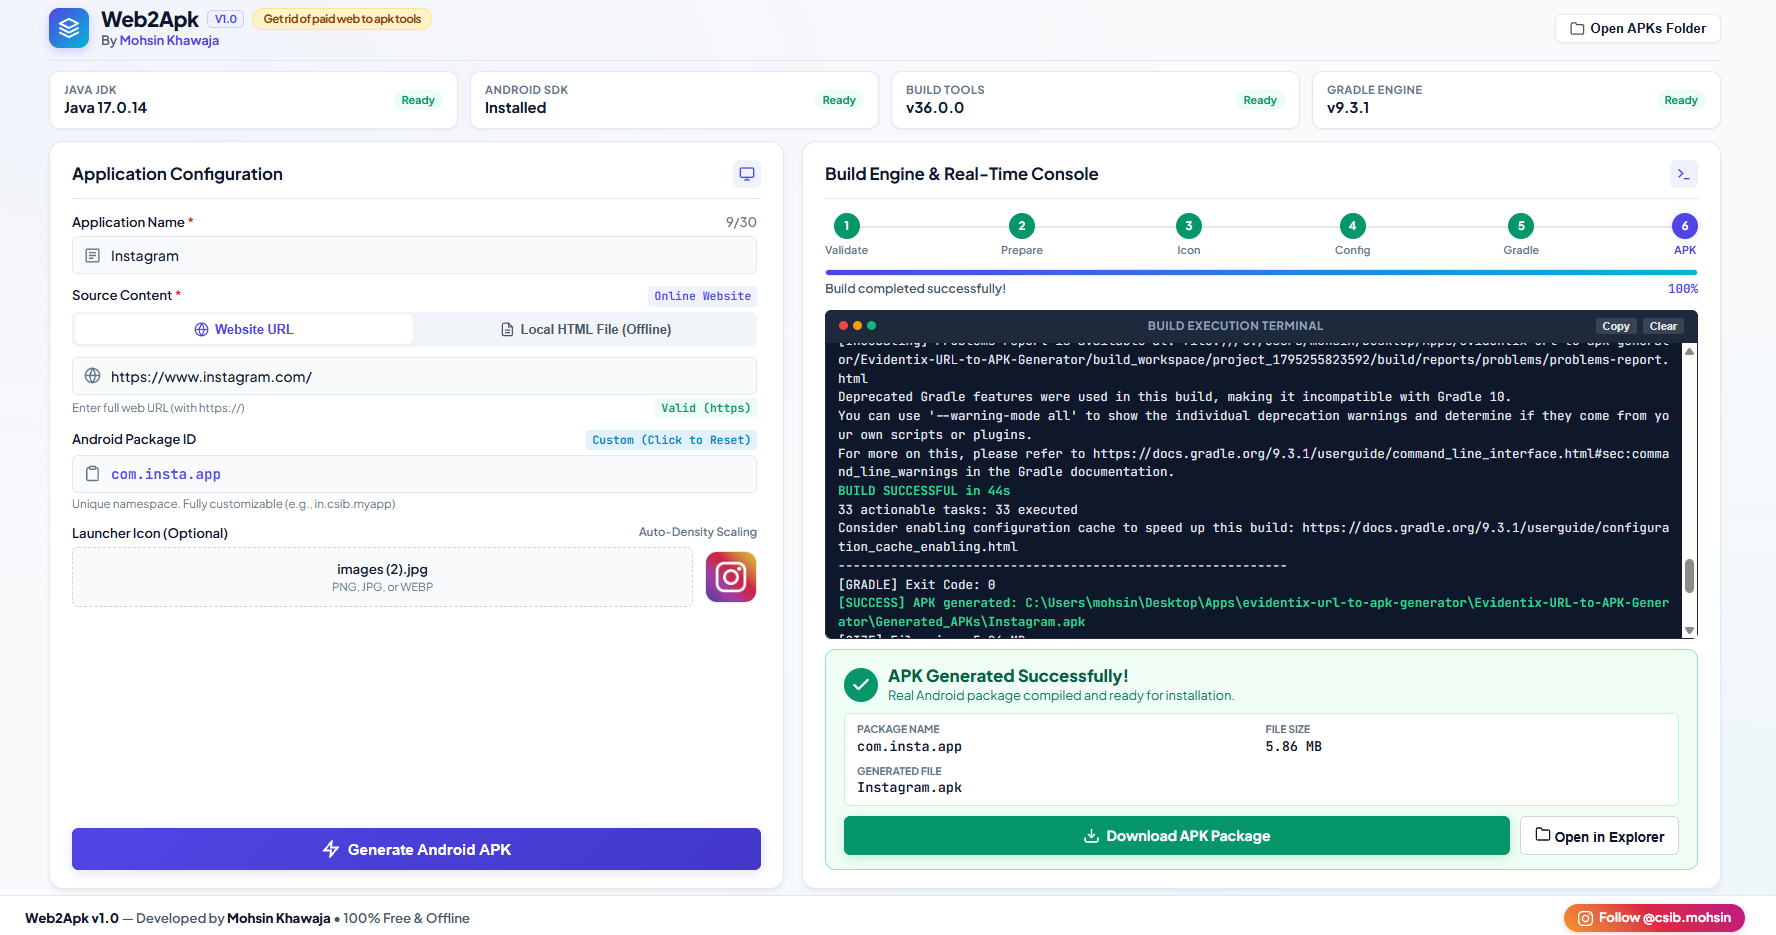 Web2Apk V1.0 Get rid of paid web to apk tools
By Mohsin Khawaja
Open APKs Folder
JAVA JDK
Java 17.0.14
Ready
ANDROID SDK
Installed
Ready
BUILD TOOLS
v36.0.0
Ready
GRADLE ENGINE
v9.3.1
Ready
Application Configuration
Application Name *
9/30
Instagram
Source Content *
Online Website
Website URL
Local HTML File (Offline)
https://www.instagram.com/
Enter full web URL (with https://)
Valid (https)
Android Package ID
Custom (Click to Reset)
com.insta.app
Unique namespace. Fully customizable (e.g., in.csib.myapp)
Launcher Icon (Optional)
Auto-Density Scaling
images (2).jpg
PNG, JPG, or WEBP
Generate Android APK
Build Engine & Real-Time Console
1
2
3
4
5
6
Validate
Prepare
Icon
Config
Gradle
APK
Build completed successfully!
100%
BUILD EXECUTION TERMINAL
Copy
Clear
or/Evidentix-URL-to-APK-Generator/build_workspace/project_1795255823592/build/reports/problems/problems-report.
html
Deprecated Gradle features were used in this build, making it incompatible with Gradle 10.
You can use '--warning-mode all' to show the individual deprecation warnings and determine if they come from yo
ur own scripts or plugins.
For more on this, please refer to https://docs.gradle.org/9.3.1/userguide/command_line_interface.html#sec:comma
nd_line_warnings in the Gradle documentation.
BUILD SUCCESSFUL in 44s
33 actionable tasks: 33 executed
Consider enabling configuration cache to speed up this build: https://docs.gradle.org/9.3.1/userguide/configura
tion_cache_enabling.html
------------------------------------------------------------
[GRADLE] Exit Code: 0
[SUCCESS] APK generated: C:\Users\mohsin\Desktop\Apps\evidentix-url-to-apk-generator\Evidentix-URL-to-APK-Gener
ator\Generated_APKs\Instagram.apk
APK Generated Successfully!
Real Android package compiled and ready for installation.
PACKAGE NAME
com.insta.app
FILE SIZE
5.86 MB
GENERATED FILE
Instagram.apk
Download APK Package
Open in Explorer
Web2Apk v1.0 — Developed by Mohsin Khawaja • 100% Free & Offline
Follow @csib.mohsin